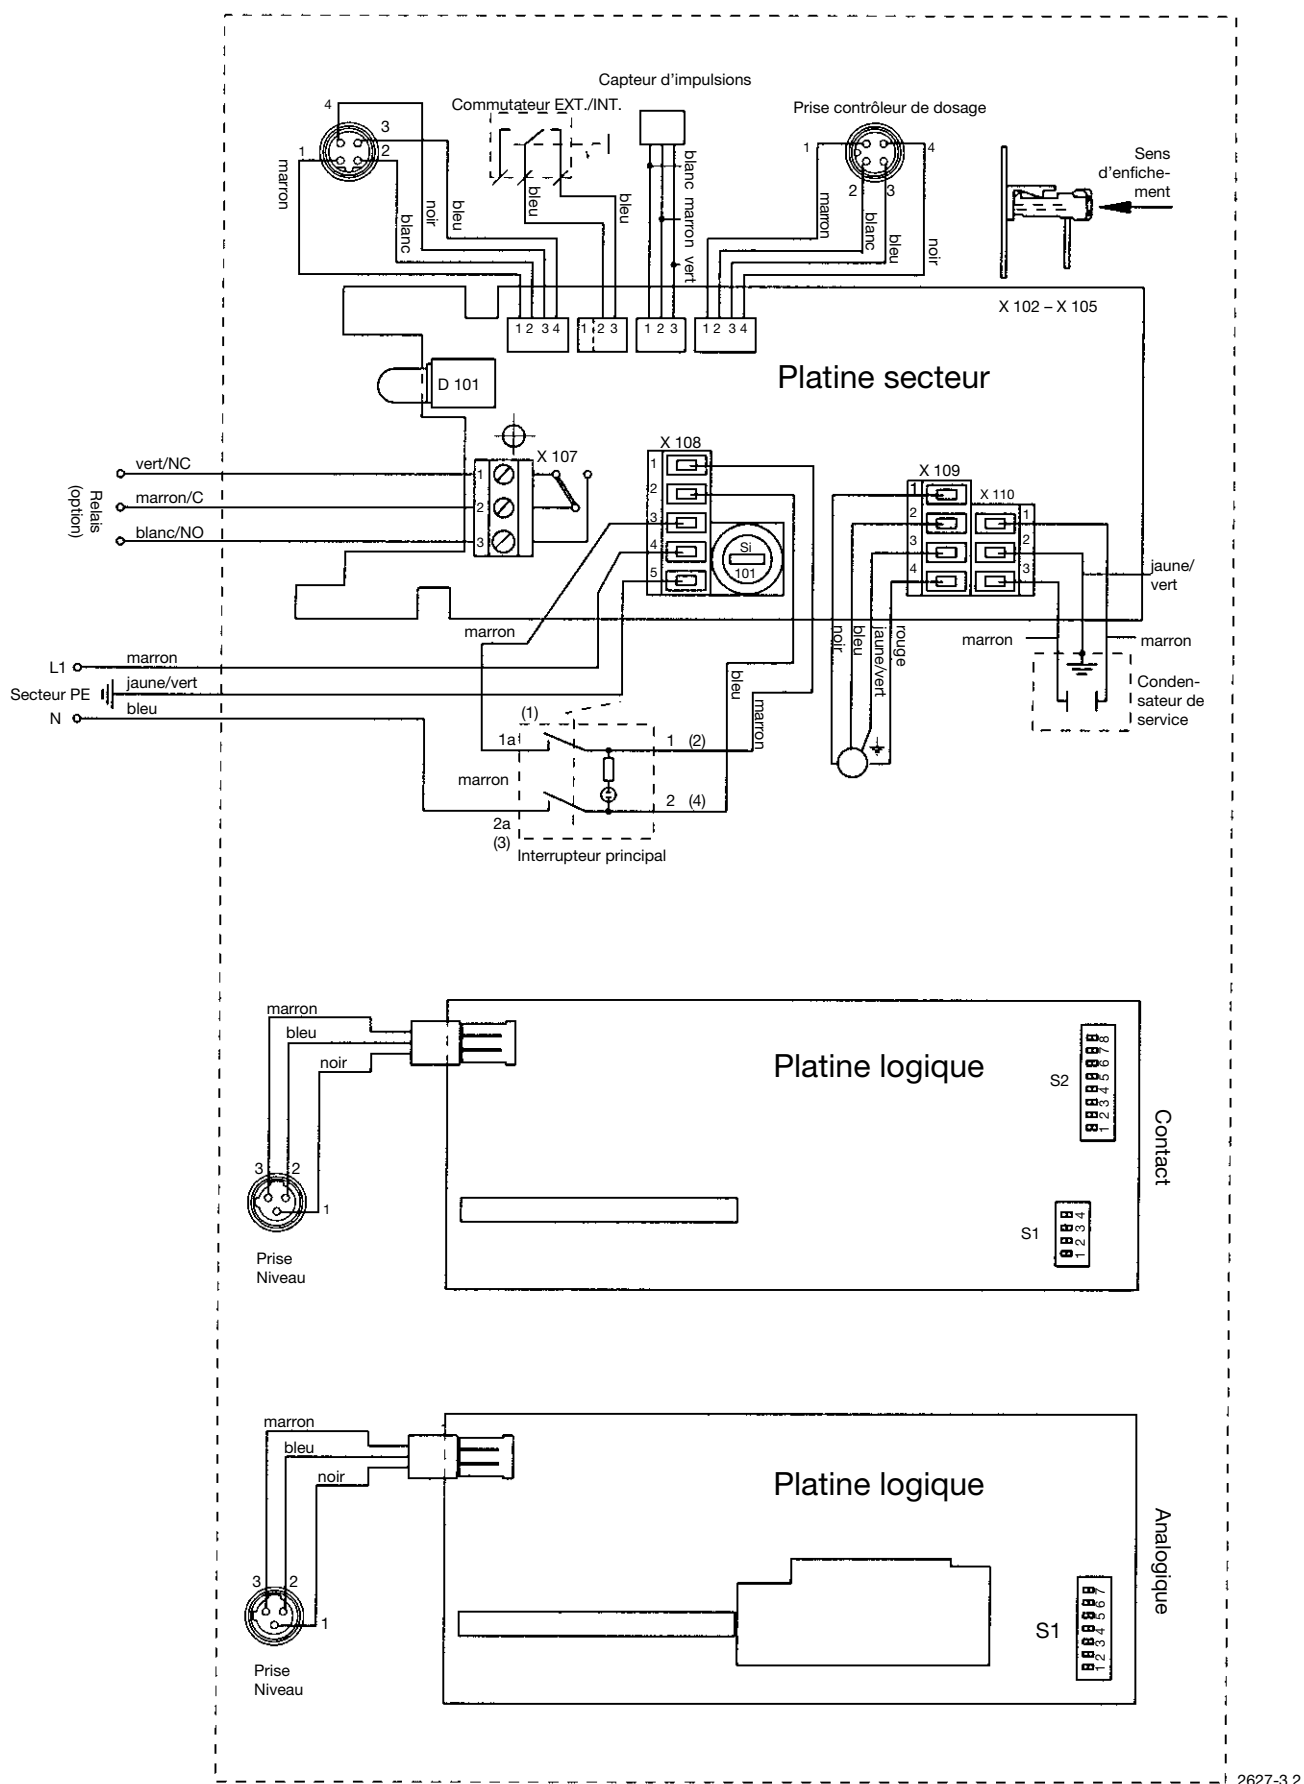 Capteur d'impulsions
Commutateur EXT./INT.
Prise contrôleur de dosage
4
3
1
2
marron
blanc
noir
bleu
bleu
bleu
blanc
marron
vert
1
4
2
3
marron
blanc
bleu
noir
Sens
d'enfiche-
ment
X 102 – X 105
1 2 3 4
1 2 3
1 2 3
1 2 3 4
Platine secteur
D 101
X 107
1
2
3
vert/NC
marron/C
blanc/NO
Relais
(option)
X 108
1
2
3
4
5
Si
101
X 109
1
2
3
4
X 110
1
2
3
jaune/
vert
marron
marron
noir
bleu
jaune/vert
rouge
Conden-
sateur de
service
marron
L1
marron
Secteur PE
jaune/vert
N
bleu
bleu
marron
(1)
1a
1 (2)
marron
2 (4)
2a
(3)
Interrupteur principal
marron
bleu
noir
3
2
1
Prise
Niveau
Platine logique
S2
1 2 3 4 5 6 7 8
S1
1 2 3 4
Contact
marron
bleu
noir
3
2
1
Prise
Niveau
Platine logique
S1
1 2 3 4 5 6 7
Analogique
2627-3.2